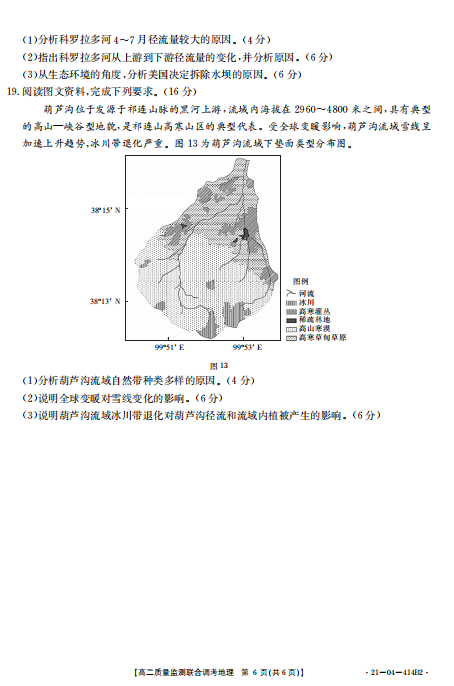 (1)分析科罗拉多河4～7月径流量较大的原因。(4分)
(2)指出科罗拉多河从上游到下游径流量的变化,并分析原因。(6分)
(3)从生态环境的角度,分析美国决定拆除水坝的原因。(6分)
19.阅读图文资料,完成下列要求。(16分)
葫芦沟位于发源于祁连山脉的黑河上游,流域内海拔在2960～4800米之间,具有典型
的高山—峡谷型地貌,是祁连山高寒山区的典型代表。受全球变暖影响,葫芦沟流域雪线呈
加速上升趋势,冰川带退化严重。图13为葫芦沟流域下垫面类型分布图。
38°15′N
38°13′N
99°51′E
99°53′E
图例
河流
冰川
高寒灌丛
稀疏林地
高山寒漠
高寒草甸草原
图13
(1)分析葫芦沟流域自然带种类多样的原因。(4分)
(2)说明全球变暖对雪线变化的影响。(6分)
(3)说明葫芦沟流域冰川带退化对葫芦沟径流和流域内植被产生的影响。(6分)
【高二质量监测联合调考地理 第6页(共6页)】
·21-04-414B2·